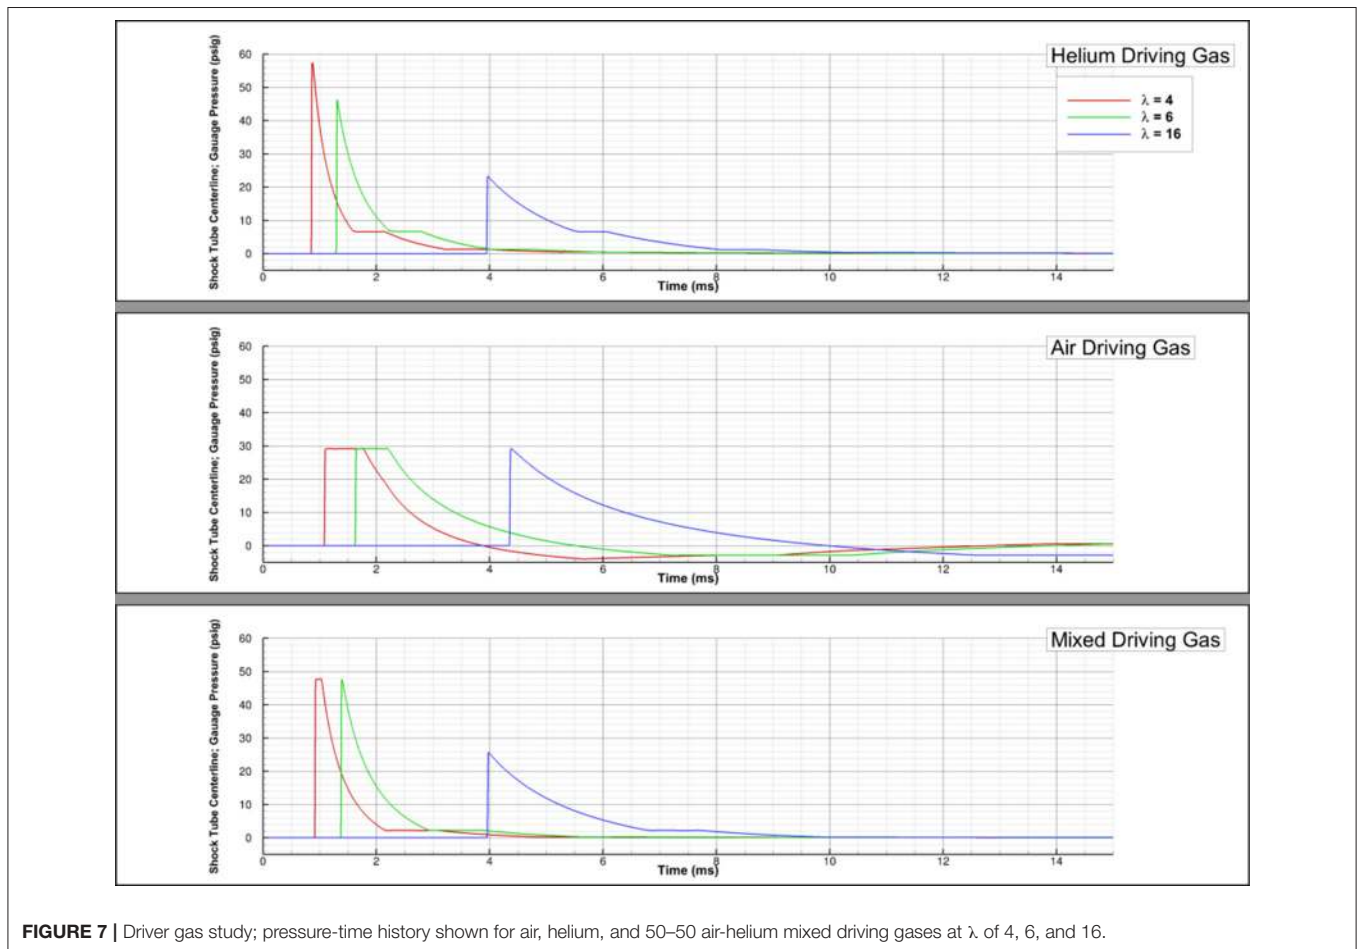 Shock Tube Centerline; Gauage Pressure (psig)
60
50
40
30
20
10
0
0 2 4 6 8 10 12 14
Time (ms)
Helium Driving Gas
λ = 4
λ = 6
λ = 16
Shock Tube Centerline; Gauage Pressure (psig)
60
50
40
30
20
10
0
0 2 4 6 8 10 12 14
Time (ms)
Air Driving Gas
Shock Tube Centerline; Gauage Pressure (psig)
60
50
40
30
20
10
0
0 2 4 6 8 10 12 14
Time (ms)
Mixed Driving Gas
FIGURE 7 | Driver gas study; pressure-time history shown for air, helium, and 50–50 air-helium mixed driving gases at λ of 4, 6, and 16.